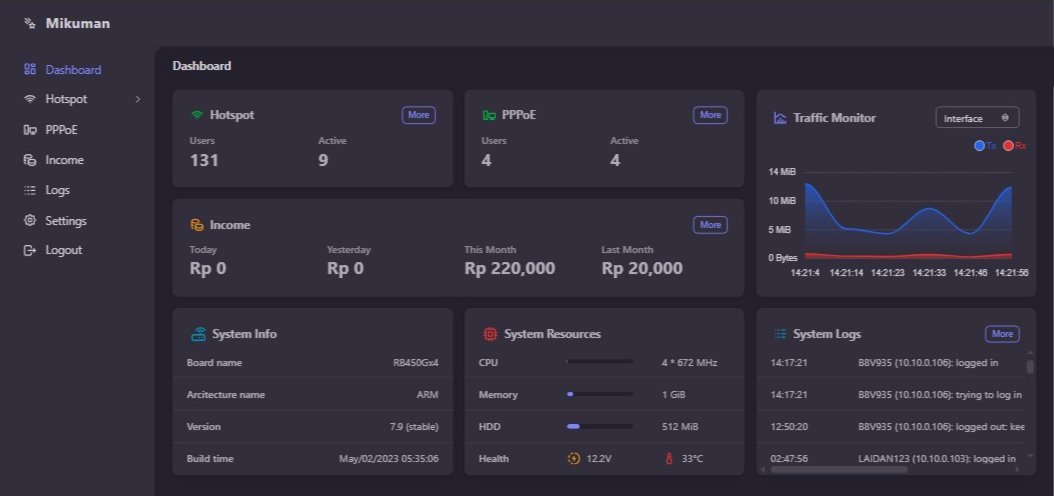 Mikuman
Dashboard
Hotspot
PPPoE
Income
Logs
Settings
Logout
Dashboard
Hotspot More
Users Active
131 9
PPPoE More
Users Active
4 4
Traffic Monitor Interface
Tx Rx
14 MiB
10 MiB
5 MiB
0 Bytes
14:21:4 14:21:14 14:21:23 14:21:33 14:21:46 14:21:56
Income More
Today Yesterday This Month Last Month
Rp 0 Rp 0 Rp 220,000 Rp 20,000
System Info
Board name RB450Gx4
Arcitecture name ARM
Version 7.9 (stable)
Build time May/02/2023 05:35:06
System Resources
CPU 4 * 672 MHz
Memory 1 GiB
HDD 512 MiB
Health 12.2V 33°C
System Logs More
14:17:21 B8V935 (10.10.0.106): logged in
14:17:21 B8V935 (10.10.0.106): trying to log in
12:50:20 B8V935 (10.10.0.106): logged out: kee
02:47:56 LAIDAN123 (10.10.0.103): logged in